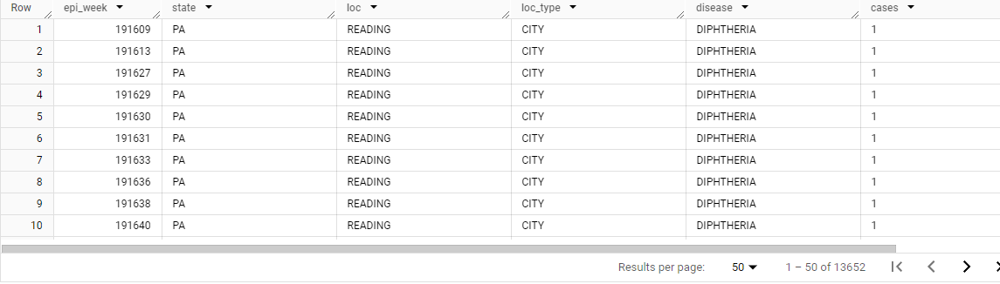 Row epi_week state loc loc_type disease cases
1 191609 PA READING CITY DIPHTHERIA 1
2 191613 PA READING CITY DIPHTHERIA 1
3 191627 PA READING CITY DIPHTHERIA 1
4 191629 PA READING CITY DIPHTHERIA 1
5 191630 PA READING CITY DIPHTHERIA 1
6 191631 PA READING CITY DIPHTHERIA 1
7 191633 PA READING CITY DIPHTHERIA 1
8 191636 PA READING CITY DIPHTHERIA 1
9 191638 PA READING CITY DIPHTHERIA 1
10 191640 PA READING CITY DIPHTHERIA 1
Results per page: 50 1 – 50 of 13652